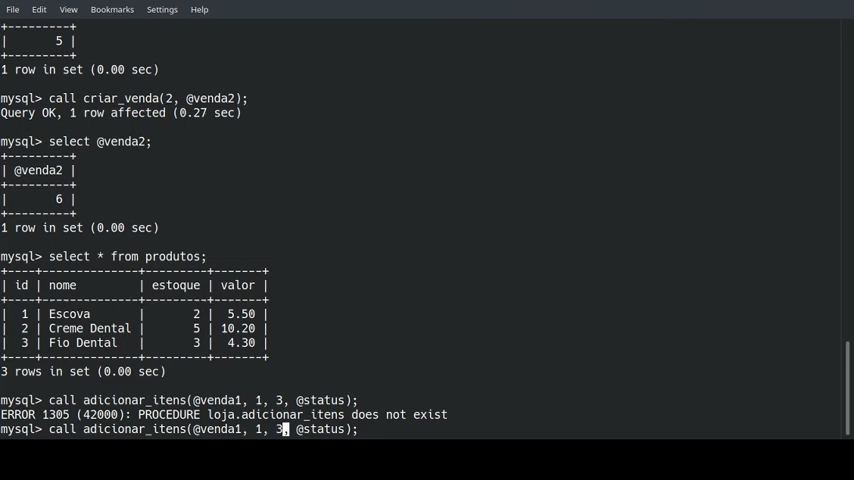 File Edit View Bookmarks Settings Help
+---------+
|       5 |
+---------+
1 row in set (0.00 sec)
mysql> call criar_venda(2, @venda2);
Query OK, 1 row affected (0.27 sec)
mysql> select @venda2;
+---------+
| @venda2 |
+---------+
|       6 |
+---------+
1 row in set (0.00 sec)
mysql> select * from produtos;
+----+--------------+---------+-------+
| id | nome         | estoque | valor |
+----+--------------+---------+-------+
|  1 | Escova       |       2 |  5.50 |
|  2 | Creme Dental |       5 | 10.20 |
|  3 | Fio Dental   |       3 |  4.30 |
+----+--------------+---------+-------+
3 rows in set (0.00 sec)
mysql> call adicionar_itens(@venda1, 1, 3, @status);
ERROR 1305 (42000): PROCEDURE loja.adicionar_itens does not exist
mysql> call adicionar_itens(@venda1, 1, 3, @status);